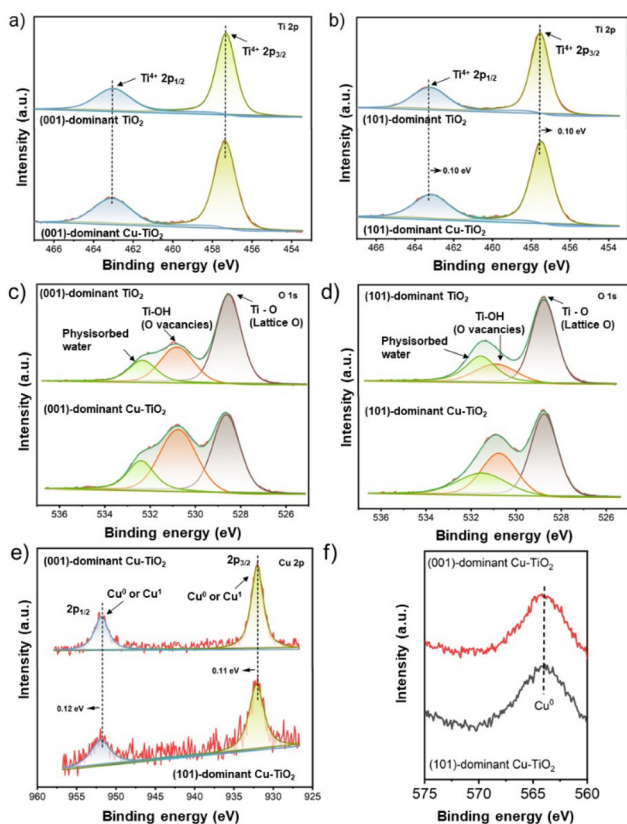 a)
Ti 2p
Ti⁴⁺ 2p₃/₂
Ti⁴⁺ 2p₁/₂
(001)-dominant TiO₂
(001)-dominant Cu-TiO₂
Intensity (a.u.)
466 464 462 460 458 456 454
Binding energy (eV)
b)
Ti 2p
Ti⁴⁺ 2p₃/₂
Ti⁴⁺ 2p₁/₂
(101)-dominant TiO₂
0.10 eV
0.10 eV
(101)-dominant Cu-TiO₂
Intensity (a.u.)
466 464 462 460 458 456 454
Binding energy (eV)
c)
(001)-dominant TiO₂
O 1s
Ti-OH
(O vacancies)
Ti - O
(Lattice O)
Physisorbed
water
(001)-dominant Cu-TiO₂
Intensity (a.u.)
536 534 532 530 528 526
Binding energy (eV)
d)
(101)-dominant TiO₂
O 1s
Ti-OH
(O vacancies)
Ti - O
(Lattice O)
Physisorbed
water
(101)-dominant Cu-TiO₂
Intensity (a.u.)
536 534 532 530 528 526
Binding energy (eV)
e)
(001)-dominant Cu-TiO₂
2p₃/₂
Cu 2p
Cu⁰ or Cu¹
Cu⁰ or Cu¹
2p₁/₂
0.11 eV
0.12 eV
(101)-dominant Cu-TiO₂
Intensity (a.u.)
960 955 950 945 940 935 930 925
Binding energy (eV)
f)
(001)-dominant Cu-TiO₂
Cu⁰
(101)-dominant Cu-TiO₂
Intensity (a.u.)
575 570 565 560
Binding energy (eV)